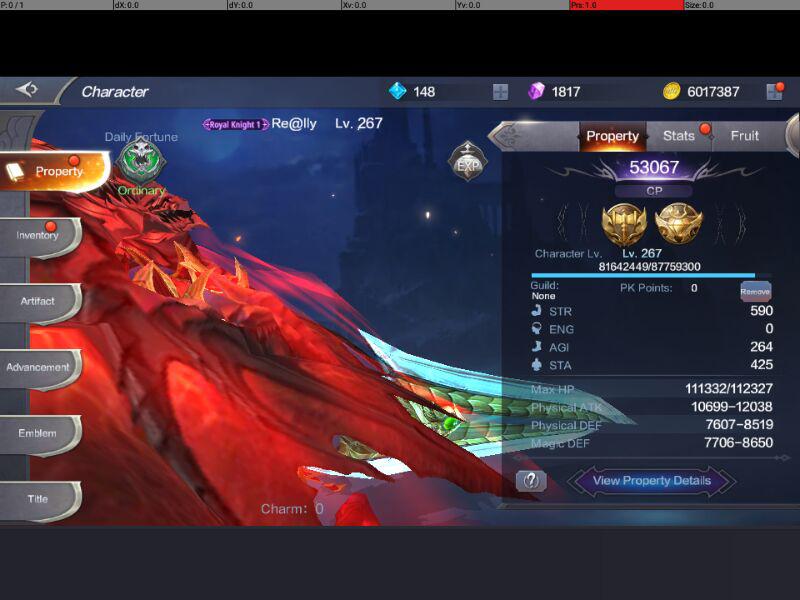 P: 0 / 1 dX: 0.0 dY: 0.0 Xv: 0.0 Yv: 0.0 Prs: 1.0 Size: 0.0
Character
148
1817
6017387
Royal Knight 1 Re@lly Lv. 267
Daily Fortune
Ordinary
EXP
Property
Inventory
Artifact
Advancement
Emblem
Title
Charm: 0
Property Stats Fruit
53067
CP
Character Lv. Lv. 267
81642449/87759300
Guild:
None
PK Points: 0
Remove
STR 590
ENG 0
AGI 264
STA 425
Max HP 111332/112327
Physical ATK 10699-12038
Physical DEF 7607-8519
Magic DEF 7706-8650
? View Property Details